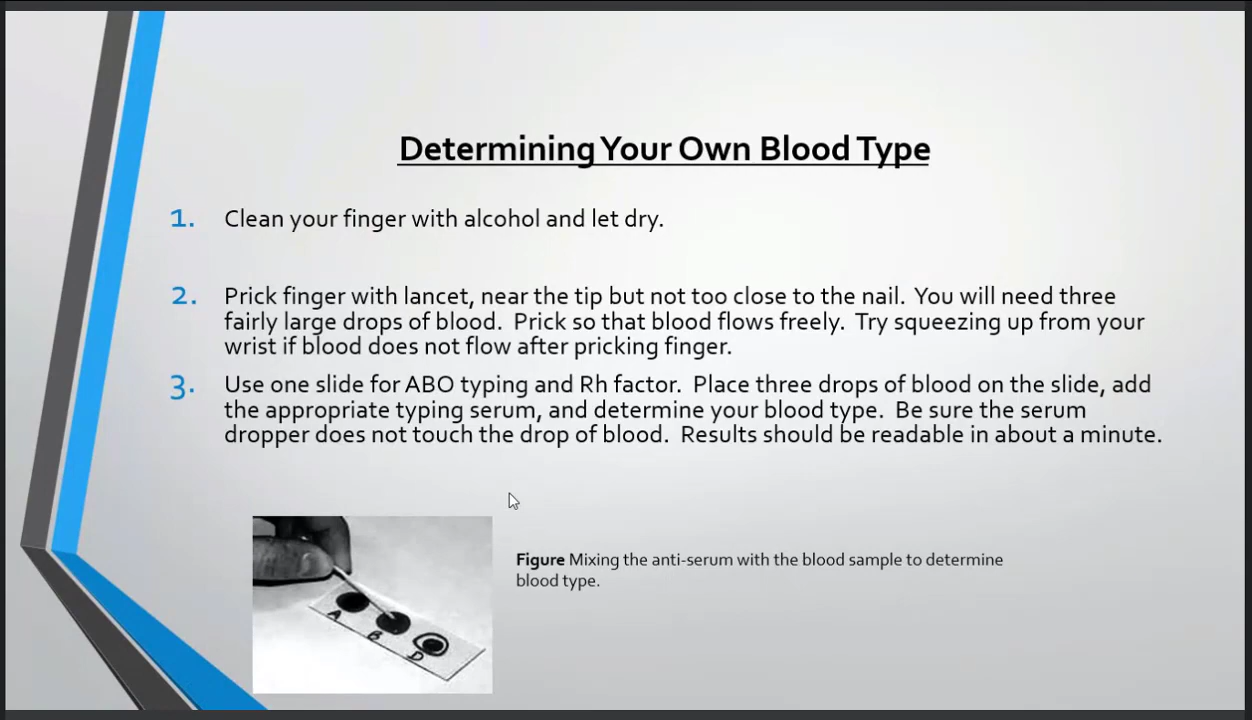 Determining Your Own Blood Type
1. Clean your finger with alcohol and let dry.
2. Prick finger with lancet, near the tip but not too close to the nail. You will need three
fairly large drops of blood. Prick so that blood flows freely. Try squeezing up from your
wrist if blood does not flow after pricking finger.
3. Use one slide for ABO typing and Rh factor. Place three drops of blood on the slide, add
the appropriate typing serum, and determine your blood type. Be sure the serum
dropper does not touch the drop of blood. Results should be readable in about a minute.
Figure Mixing the anti-serum with the blood sample to determine
blood type.
A
B
D